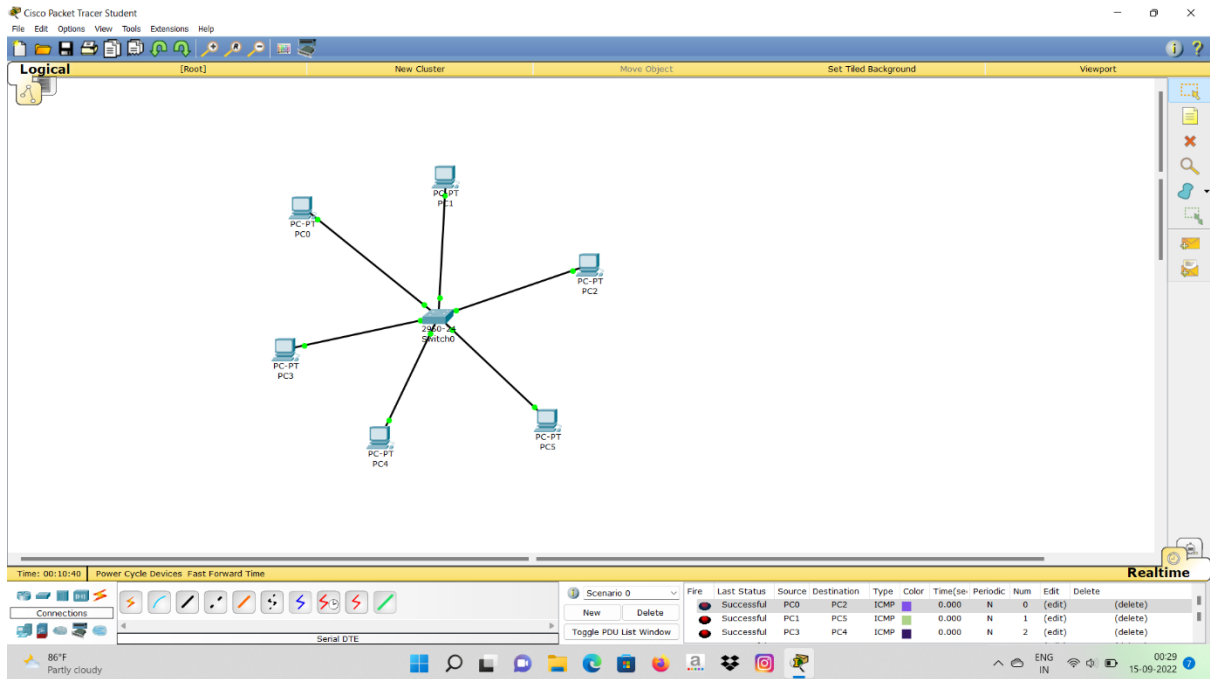 Cisco Packet Tracer Student
File Edit Options View Tools Extensions Help
Logical [Root] New Cluster Move Object Set Tiled Background Viewport
PC-PT
PC1
PC-PT
PC0
PC-PT
PC2
2960-24
Switch0
PC-PT
PC3
PC-PT
PC5
PC-PT
PC4
Realtime
Time: 00:10:40 Power Cycle Devices Fast Forward Time
Scenario 0 Fire Last Status Source Destination Type Color Time(sec Periodic Num Edit Delete
Successful PC0 PC2 ICMP 0.000 N 0 (edit) (delete)
Connections New Delete Successful PC1 PC5 ICMP 0.000 N 1 (edit) (delete)
Toggle PDU List Window Successful PC3 PC4 ICMP 0.000 N 2 (edit) (delete)
Serial DTE
86°F
Partly cloudy
ENG
IN
00:29
15-09-2022
7